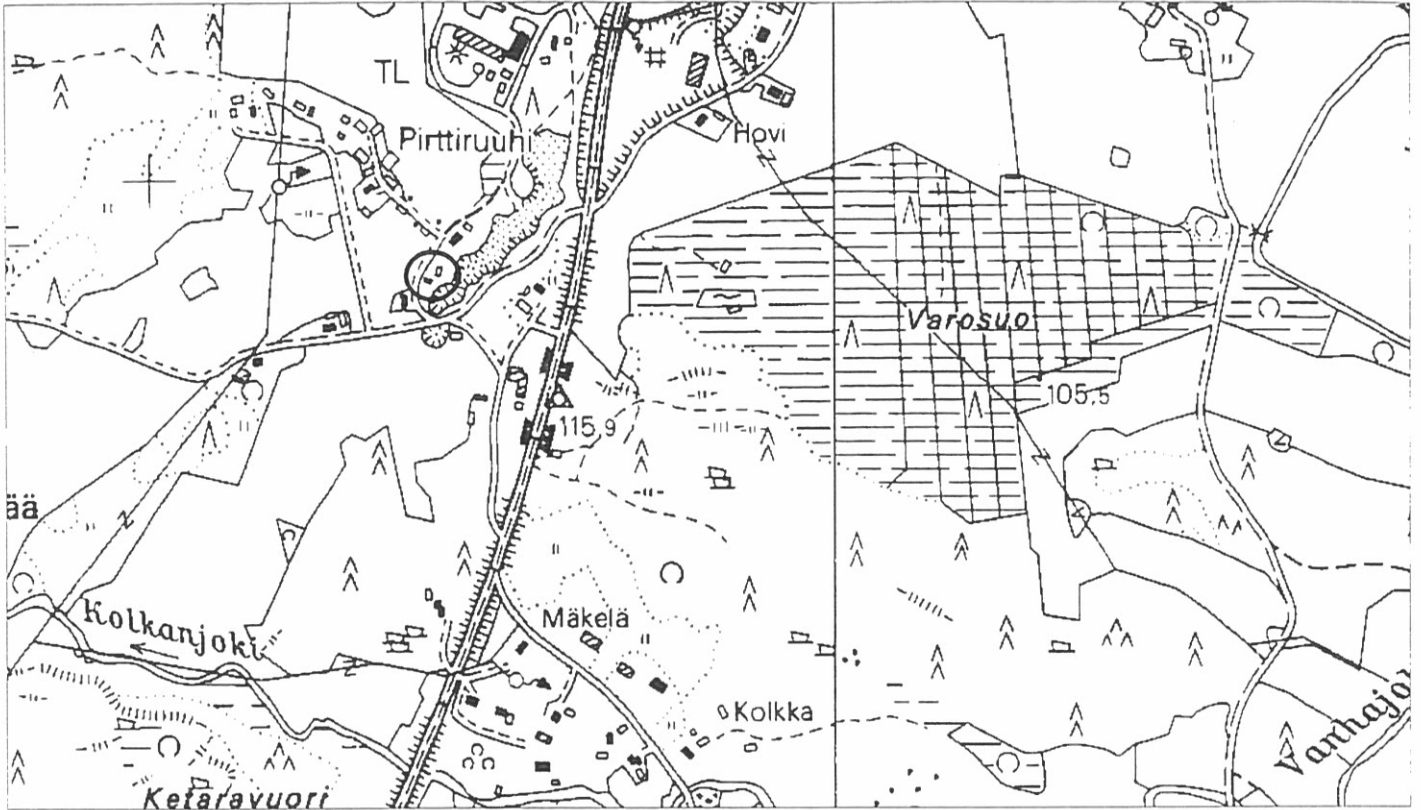 TL
Pirttiruuhi
Hovi
Varosuo
105,5
115,9
ää
Kolkanjoki
Mäkelä
Kolkka
Vanhajo
Ketaravuori